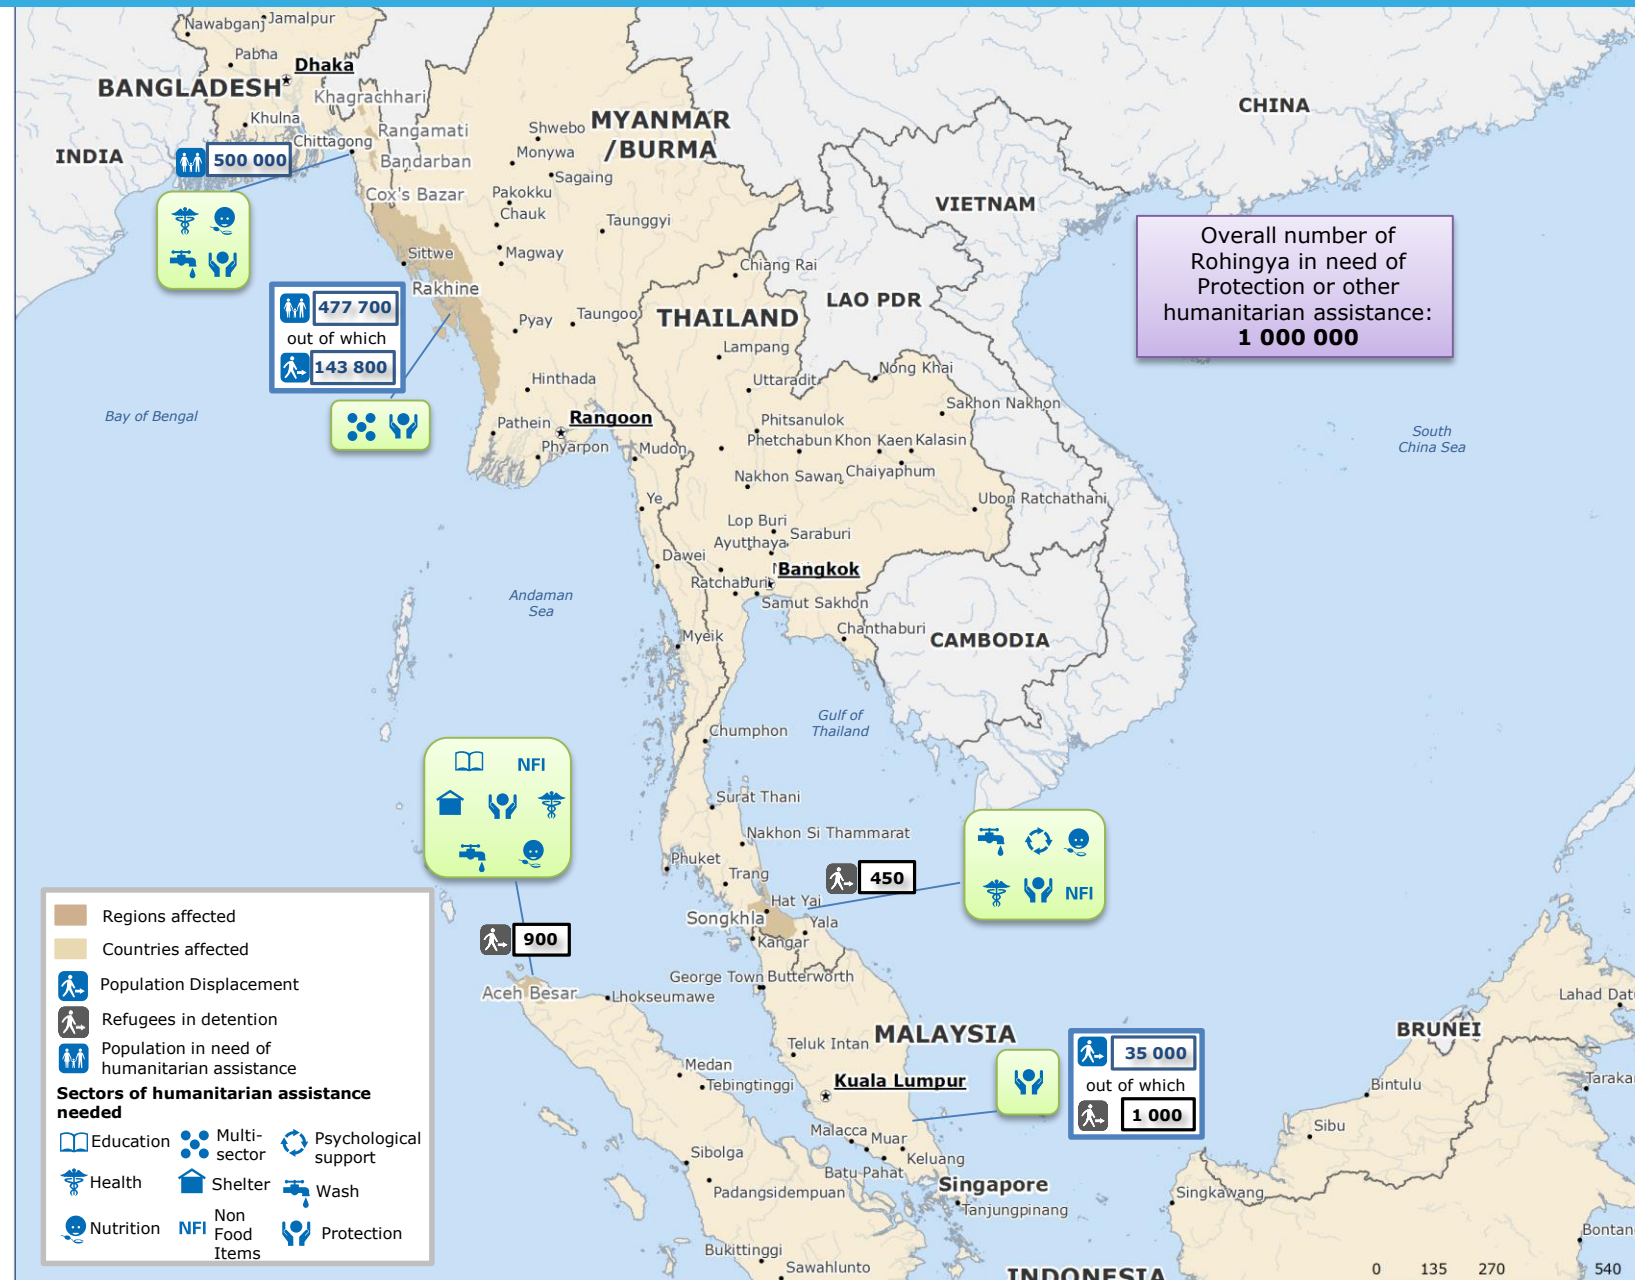 Nawabganj
Jamalpur
Pabna
Dhaka
BANGLADESH
Khagrachhari
Khulna
Chittagong
Rangamati
Bandarban
INDIA
500 000
Cox's Bazar
MYANMAR
/BURMA
Shwebo
Monywa
Sagaing
Pakokku
Chauk
Taunggyi
Magway
Sittwe
Rakhine
477 700
out of which
143 800
Pyay
Taungoo
Hinthada
Pathein
Rangoon
Phyarpon
Mudon
Ye
Dawei
Myeik
Bay of Bengal
Andaman
Sea
CHINA
VIETNAM
LAO PDR
Overall number of
Rohingya in need of
Protection or other
humanitarian assistance:
1 000 000
South
China Sea
Chiang Rai
THAILAND
Lampang
Uttaradit
Nong Khai
Sakhon Nakhon
Phitsanulok
Phetchabun
Khon Kaen
Kalasin
Nakhon Sawan
Chaiyaphum
Ubon Ratchathani
Lop Buri
Saraburi
Ayutthaya
Bangkok
Ratchaburi
Samut Sakhon
Chanthaburi
CAMBODIA
Gulf of
Thailand
Chumphon
Surat Thani
Nakhon Si Thammarat
Phuket
Trang
450
Hat Yai
Songkhla
Yala
Kangar
NFI
NFI
900
George Town
Butterworth
Aceh Besar
Lhokseumawe
MALAYSIA
Teluk Intan
Kuala Lumpur
35 000
out of which
1 000
Medan
Tebingtinggi
Malacca
Muar
Keluang
Batu Pahat
Singapore
Tanjungpinang
Sibolga
Padangsidempuan
Bukittinggi
Sawahlunto
INDONESIA
BRUNEI
Lahad Dat
Bintulu
Taraka
Sibu
Singkawang
Bontan
0 135 270 540
Regions affected
Countries affected
Population Displacement
Refugees in detention
Population in need of
humanitarian assistance
Sectors of humanitarian assistance
needed
Education
Multi-
sector
Psychological
support
Health
Shelter
Wash
Nutrition
NFI
Non
Food
Items
Protection